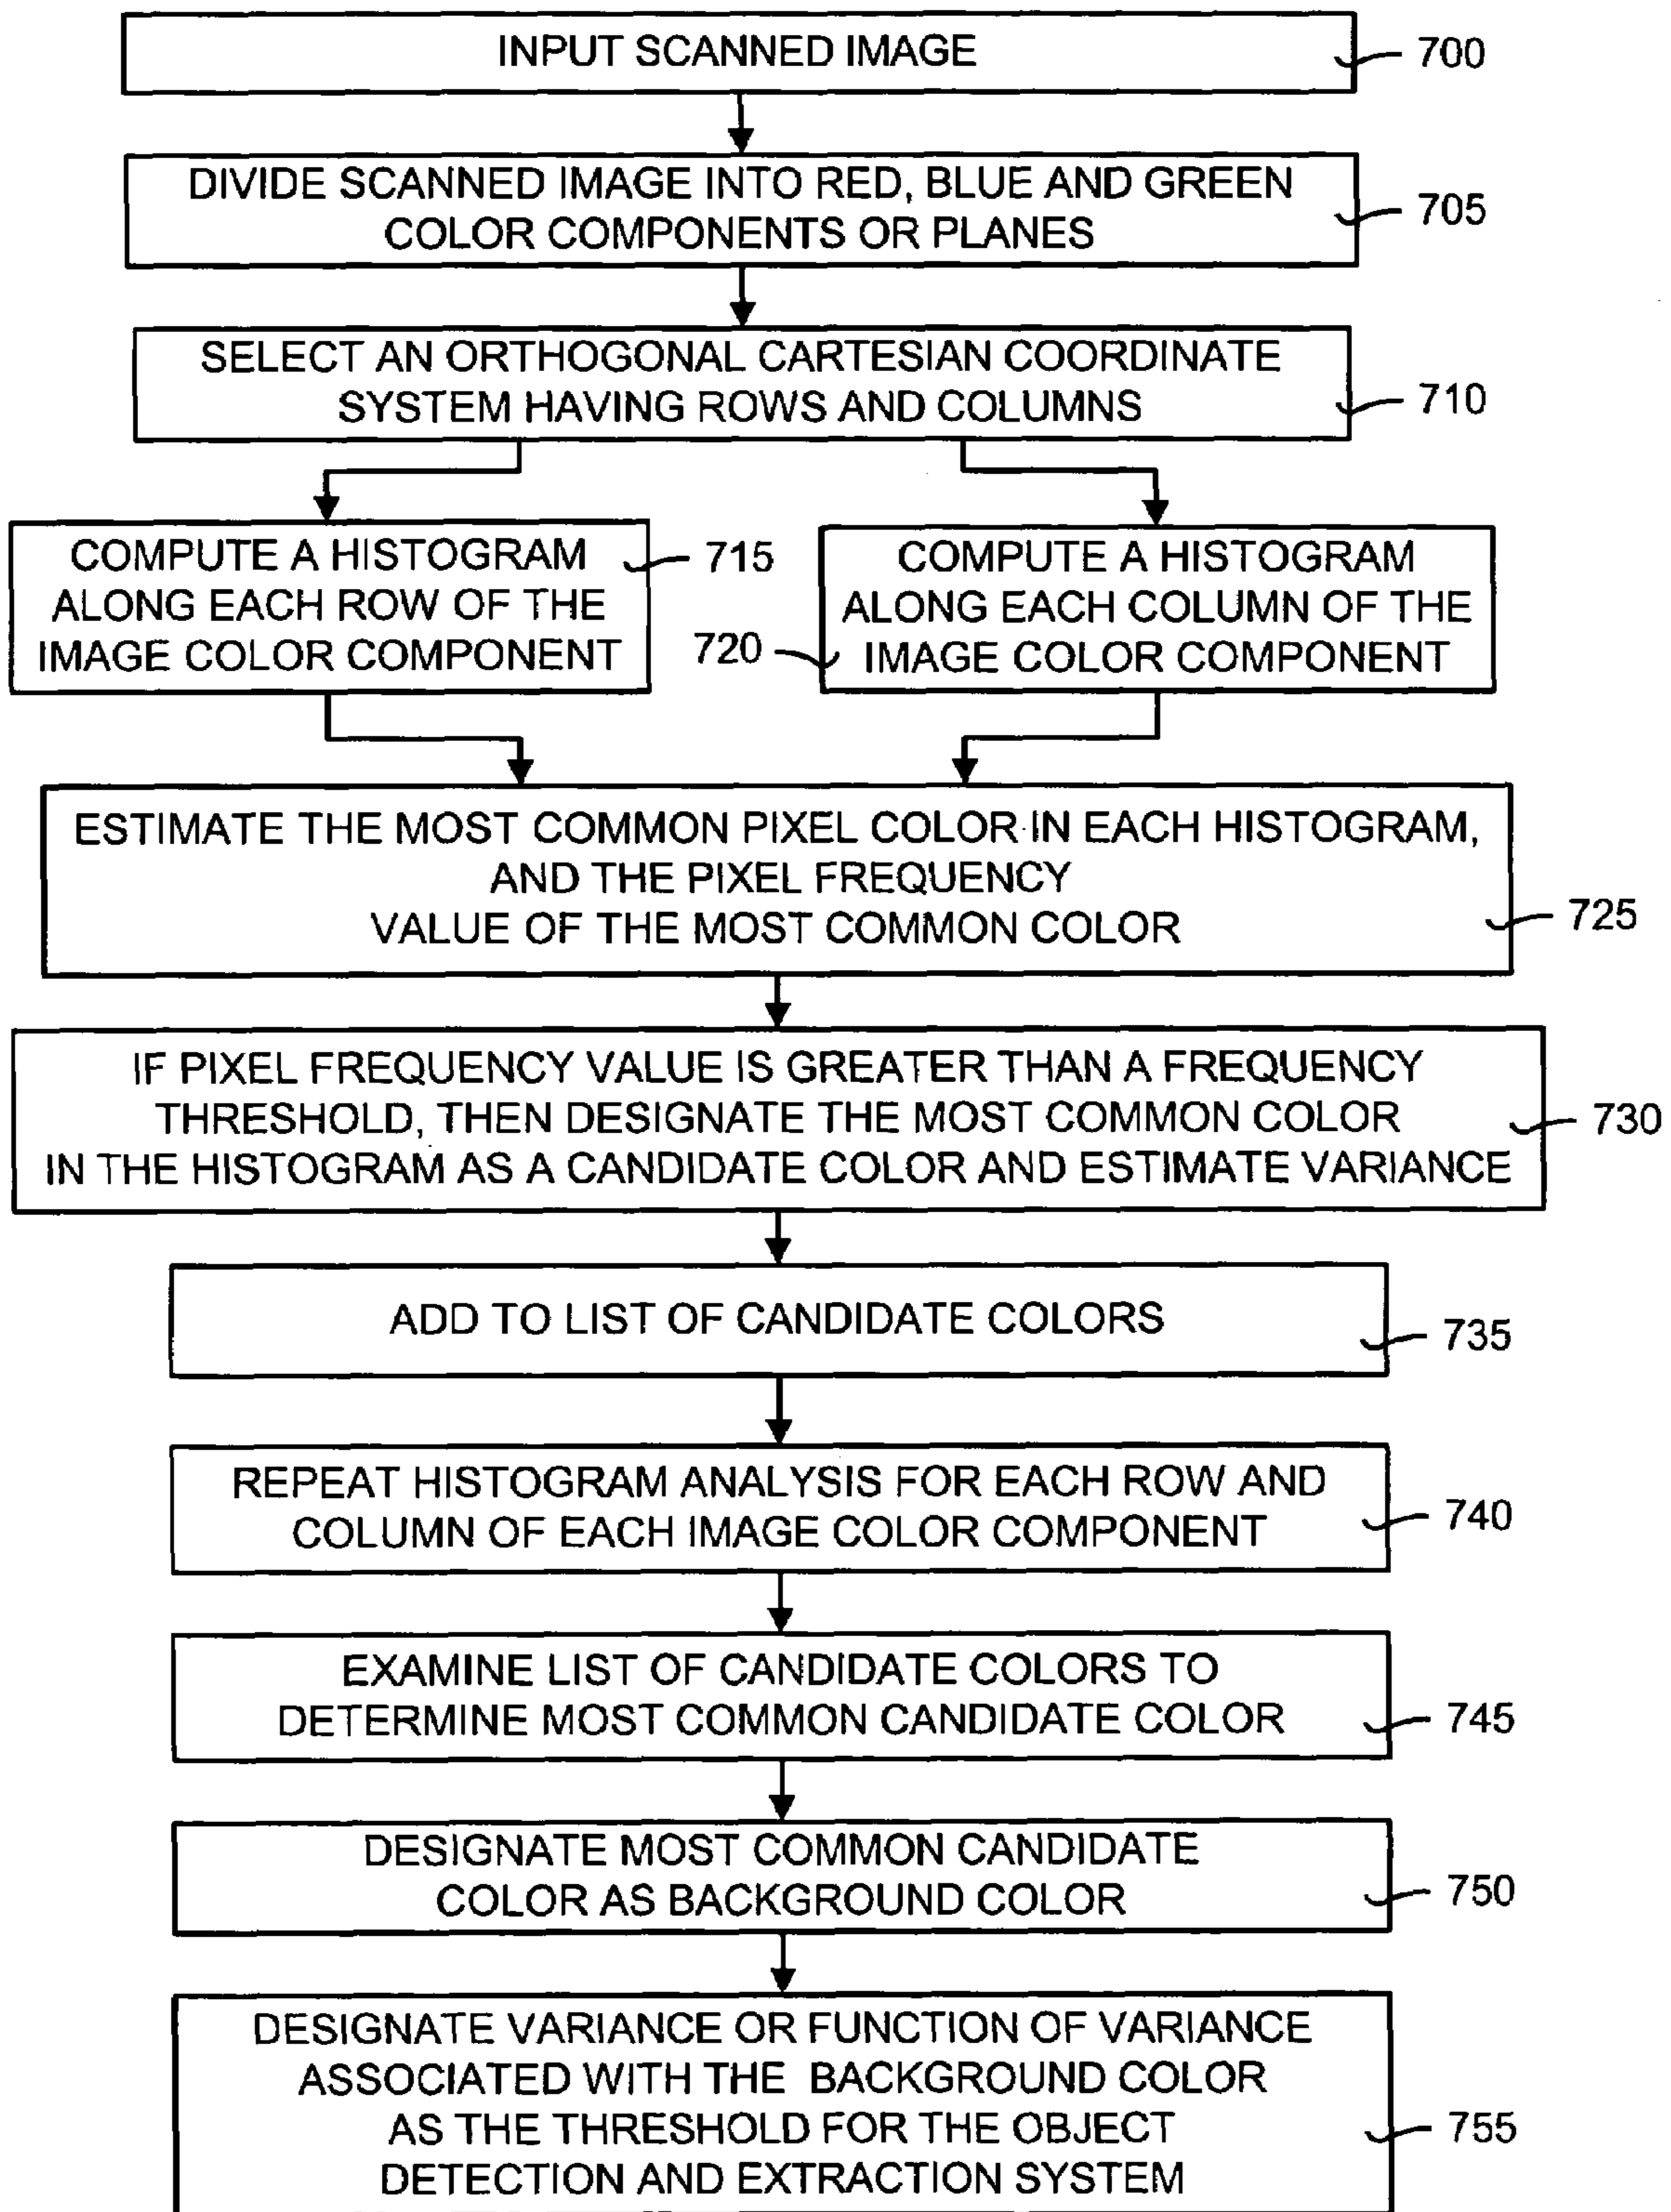 INPUT SCANNED IMAGE
700
DIVIDE SCANNED IMAGE INTO RED, BLUE AND GREEN
COLOR COMPONENTS OR PLANES
705
SELECT AN ORTHOGONAL CARTESIAN COORDINATE
SYSTEM HAVING ROWS AND COLUMNS
710
COMPUTE A HISTOGRAM
ALONG EACH ROW OF THE
IMAGE COLOR COMPONENT
715
COMPUTE A HISTOGRAM
ALONG EACH COLUMN OF THE
IMAGE COLOR COMPONENT
720
ESTIMATE THE MOST COMMON PIXEL COLOR IN EACH HISTOGRAM,
AND THE PIXEL FREQUENCY
VALUE OF THE MOST COMMON COLOR
725
IF PIXEL FREQUENCY VALUE IS GREATER THAN A FREQUENCY
THRESHOLD, THEN DESIGNATE THE MOST COMMON COLOR
IN THE HISTOGRAM AS A CANDIDATE COLOR AND ESTIMATE VARIANCE
730
ADD TO LIST OF CANDIDATE COLORS
735
REPEAT HISTOGRAM ANALYSIS FOR EACH ROW AND
COLUMN OF EACH IMAGE COLOR COMPONENT
740
EXAMINE LIST OF CANDIDATE COLORS TO
DETERMINE MOST COMMON CANDIDATE COLOR
745
DESIGNATE MOST COMMON CANDIDATE
COLOR AS BACKGROUND COLOR
750
DESIGNATE VARIANCE OR FUNCTION OF VARIANCE
ASSOCIATED WITH THE BACKGROUND COLOR
AS THE THRESHOLD FOR THE OBJECT
DETECTION AND EXTRACTION SYSTEM
755